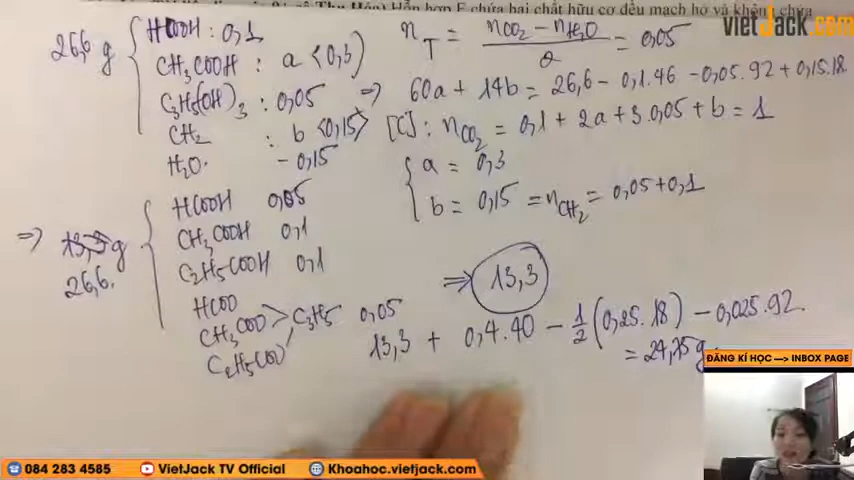 Hỗn hợp E chứa hai chất hữu cơ đều mạch hở và không chứa
vietJack.com
26,6 g
HCOOH : 0,1
CH3COOH : a (0,3)
C3H5(OH)3 : 0,05
CH2 : b (0,15)
H2O. - 0,15
nT = (nCO2 - nH2O)/2 = 0,05
=> 60a + 14b = 26,6 - 0,1.46 - 0,05.92 + 0,15.18
[C] : nCO2 = 0,1 + 2a + 3.0,05 + b = 1
a = 0,3
b = 0,15 = nCH2 = 0,05+0,1
=> 13,3 g
26,6.
HCOOH 0,05
CH3COOH 0,1
C2H5COOH 0,1
HCOO
CH3COO > C3H5 0,05
C2H5COO
=> 13,3
13,3 + 0,4.40 - 1/2 (0,25.18) - 0,025.92.
= 24,75g
ĐĂNG KÍ HỌC —> INBOX PAGE
084 283 4585
VietJack TV Official
Khoahoc.vietjack.com